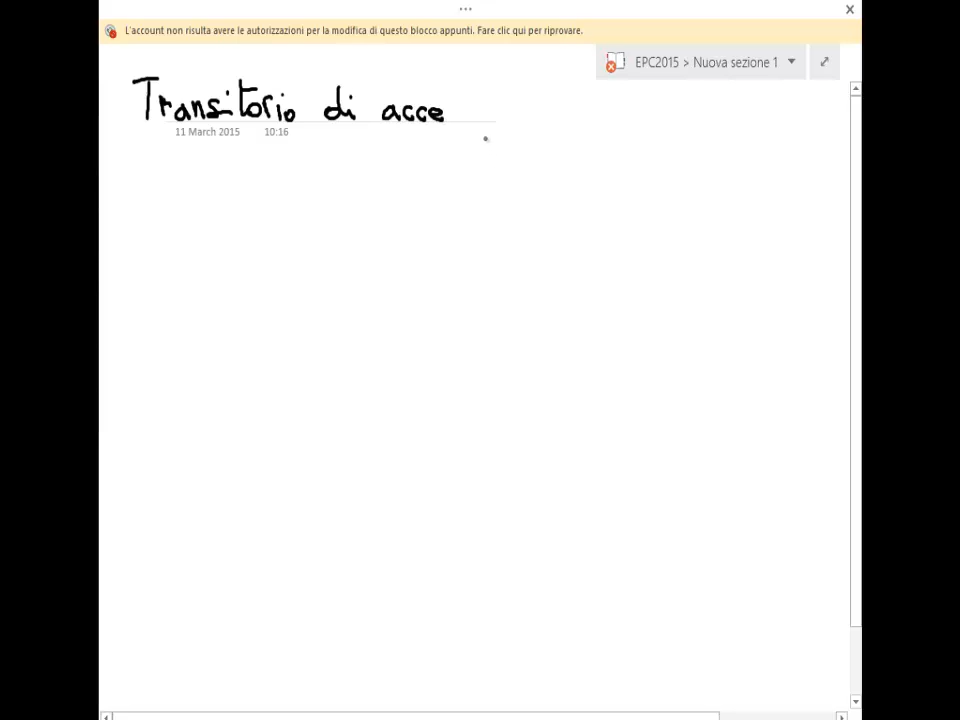 L'account non risulta avere le autorizzazioni per la modifica di questo blocco appunti. Fare clic qui per riprovare.
EPC2015 > Nuova sezione 1
Transitorio di acce
11 March 2015 10:16